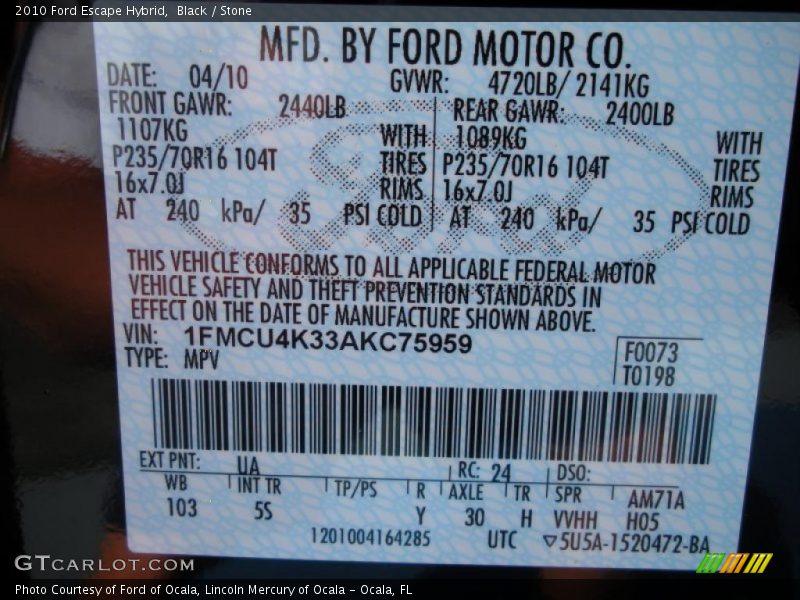 2010 Ford Escape Hybrid,  Black / Stone
MFD. BY FORD MOTOR CO.
DATE: 04/10 GVWR: 4720LB/ 2141KG
FRONT GAWR: 2440LB REAR GAWR: 2400LB
1107KG WITH 1089KG WITH
P235/70R16 104T TIRES P235/70R16 104T TIRES
16x7.0J RIMS 16x7.0J RIMS
AT 240 kPa/ 35 PSI COLD AT 240 kPa/ 35 PSI COLD
THIS VEHICLE CONFORMS TO ALL APPLICABLE FEDERAL MOTOR
VEHICLE SAFETY AND THEFT PREVENTION STANDARDS IN
EFFECT ON THE DATE OF MANUFACTURE SHOWN ABOVE.
VIN: 1FMCU4K33AKC75959
TYPE: MPV
F0073
T0198
EXT PNT: UA RC: 24 DSO:
WB INT TR TP/PS R AXLE TR SPR AM71A
103 5S Y 30 H VVHH H05
1201004164285 UTC ▽5U5A-1520472-BA
Ford
GTCARLOT.COM
Photo Courtesy of Ford of Ocala, Lincoln Mercury of Ocala - Ocala, FL